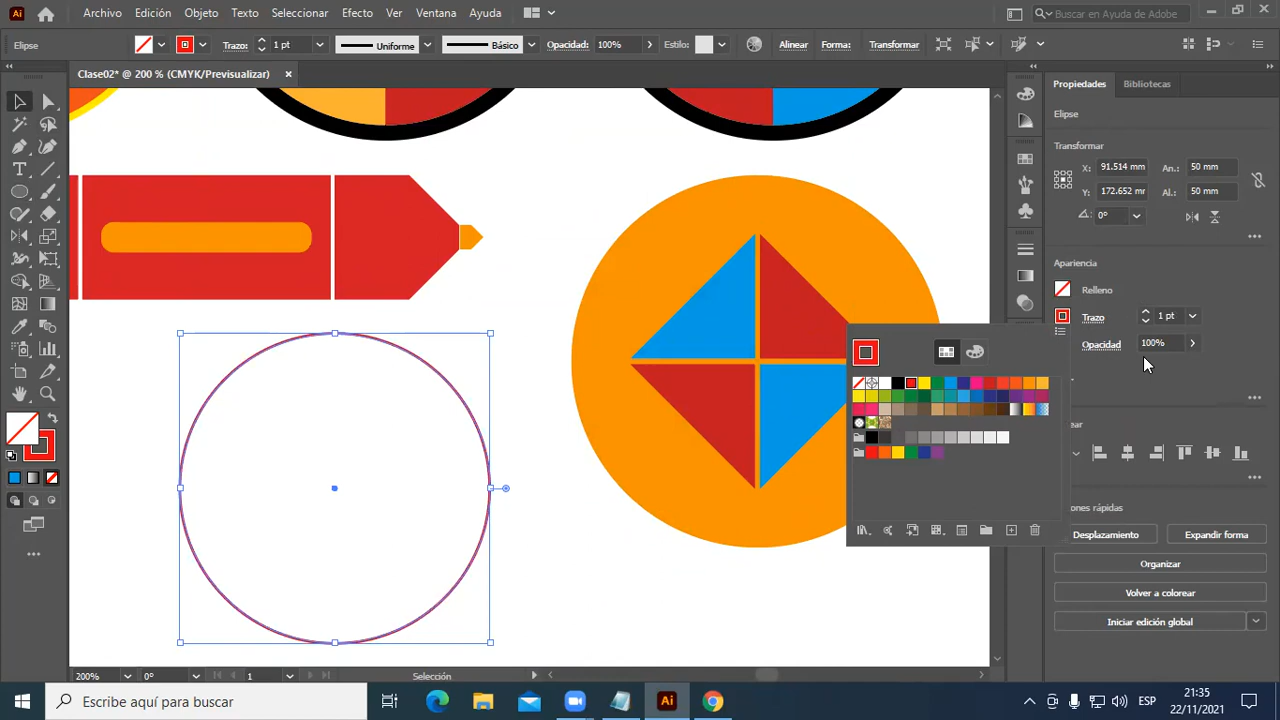 Ai Archivo Edición Objeto Texto Seleccionar Efecto Ver Ventana Ayuda Buscar en Ayuda de Adobe
Elipse Trazo: 1 pt Uniforme Básico Opacidad: 100% Estilo: Alinear Forma: Transformar
Clase02* @ 200 % (CMYK/Previsualizar)
Propiedades Bibliotecas
Elipse
Transformar
X: 91.514 mm An.: 50 mm
Y: 172.652 mm Al.: 50 mm
0°
Apariencia
Relleno
Trazo 1 pt
Opacidad 100%
Desplazamiento Expandir forma
Organizar
Volver a colorear
Iniciar edición global
200% 0° 1 Selección
Escribe aquí para buscar
Ai
ESP
21:35
22/11/2021